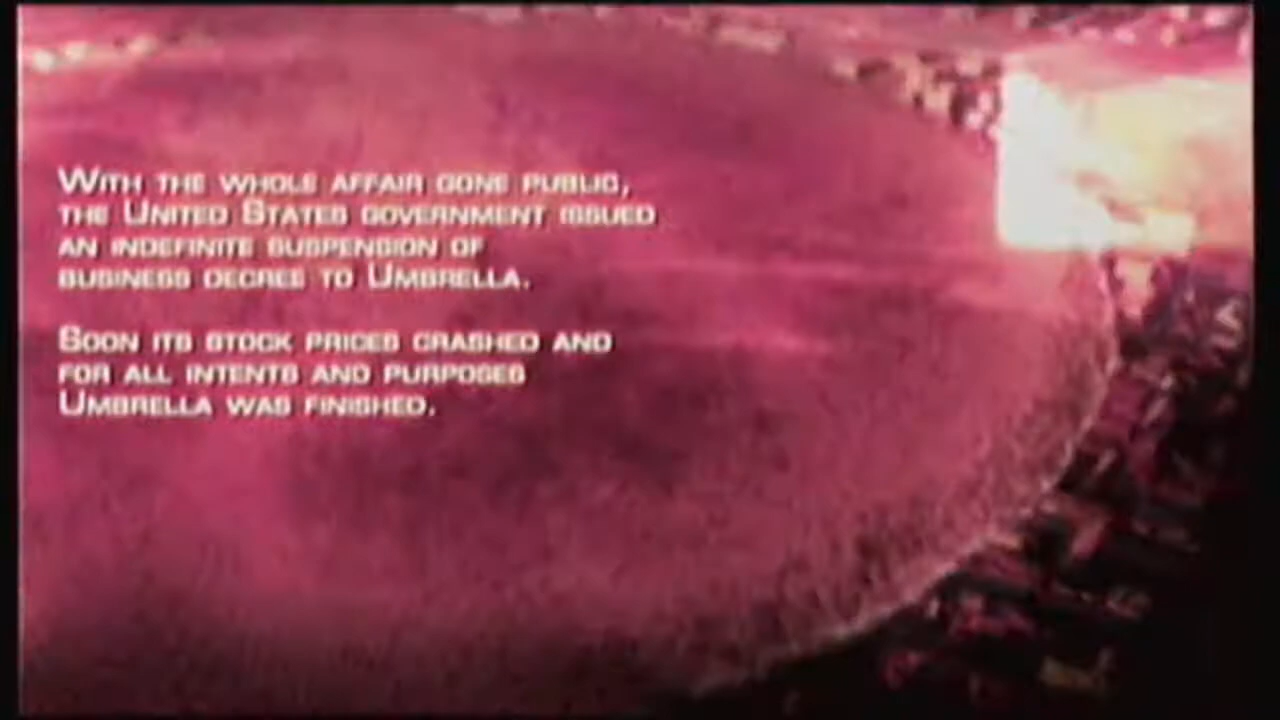 With the whole affair gone public,
the United States government issued
an indefinite suspension of
business decree to Umbrella.
Soon its stock prices crashed and
for all intents and purposes
Umbrella was finished.